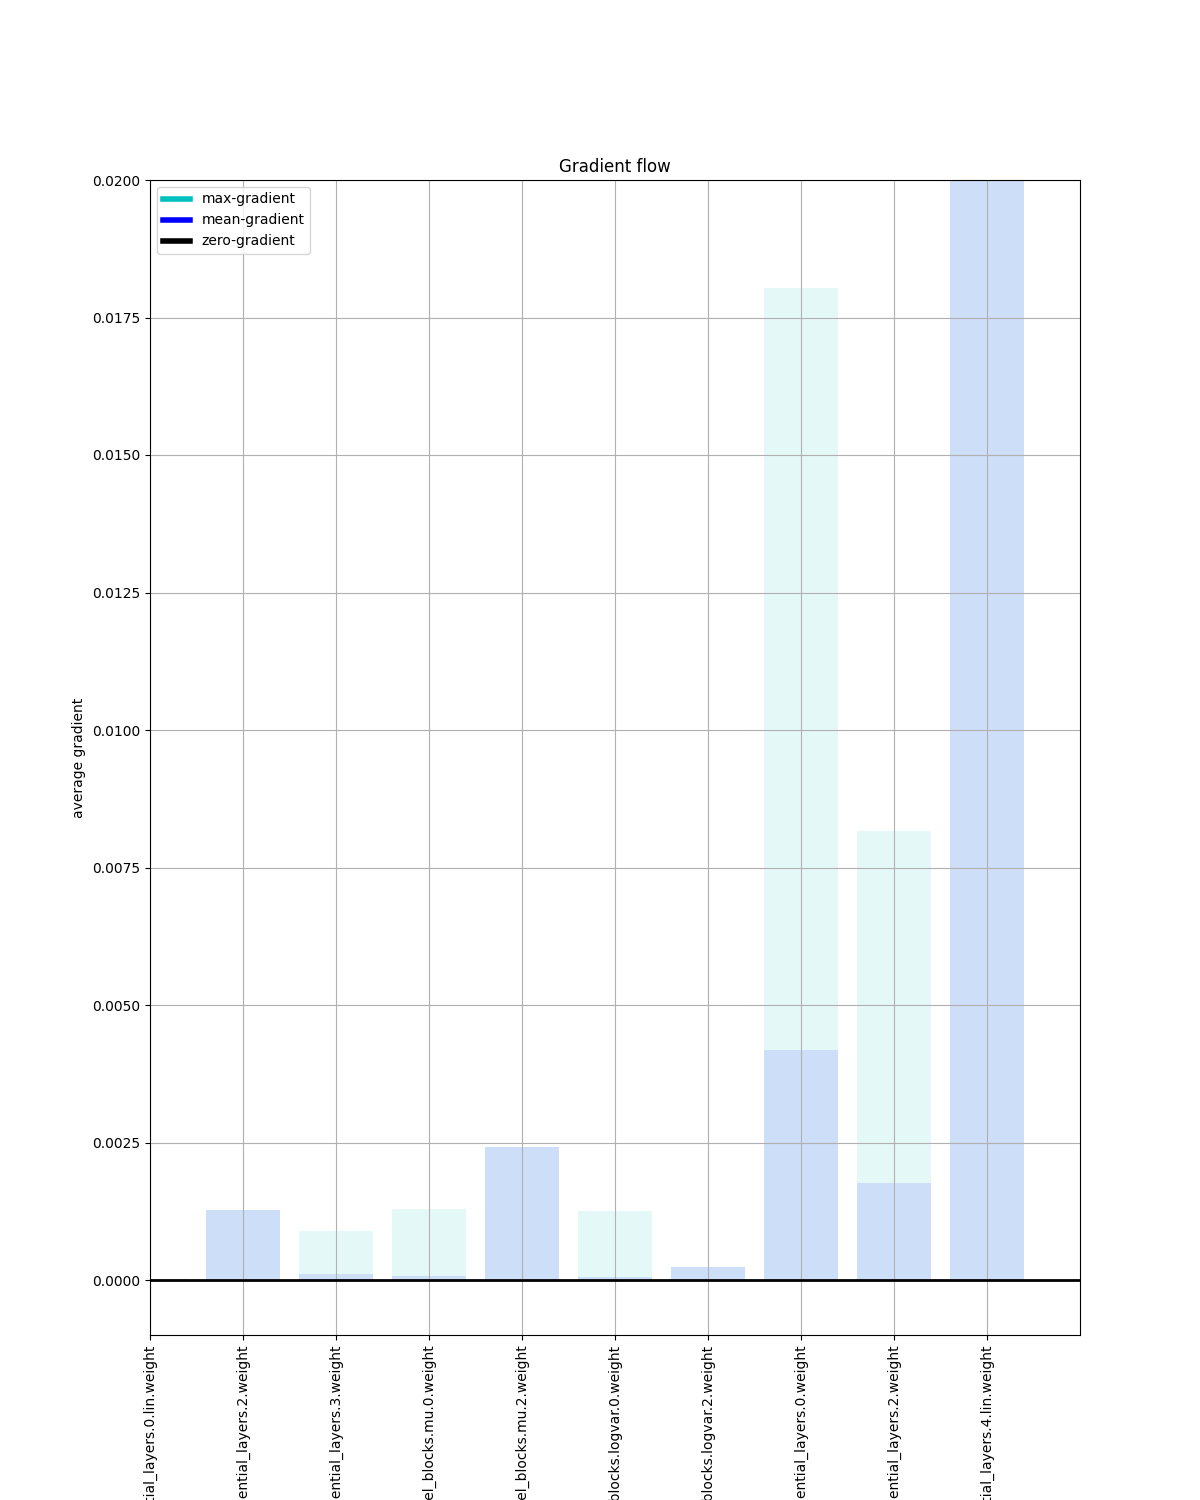 Gradient flow
max-gradient
mean-gradient
zero-gradient
0.0200
0.0175
0.0150
0.0125
0.0100
0.0075
0.0050
0.0025
0.0000
average gradient
tial_layers.0.lin.weight
ential_layers.2.weight
ential_layers.3.weight
el_blocks.mu.0.weight
el_blocks.mu.2.weight
blocks.logvar.0.weight
blocks.logvar.2.weight
ential_layers.0.weight
ential_layers.2.weight
tial_layers.4.lin.weight